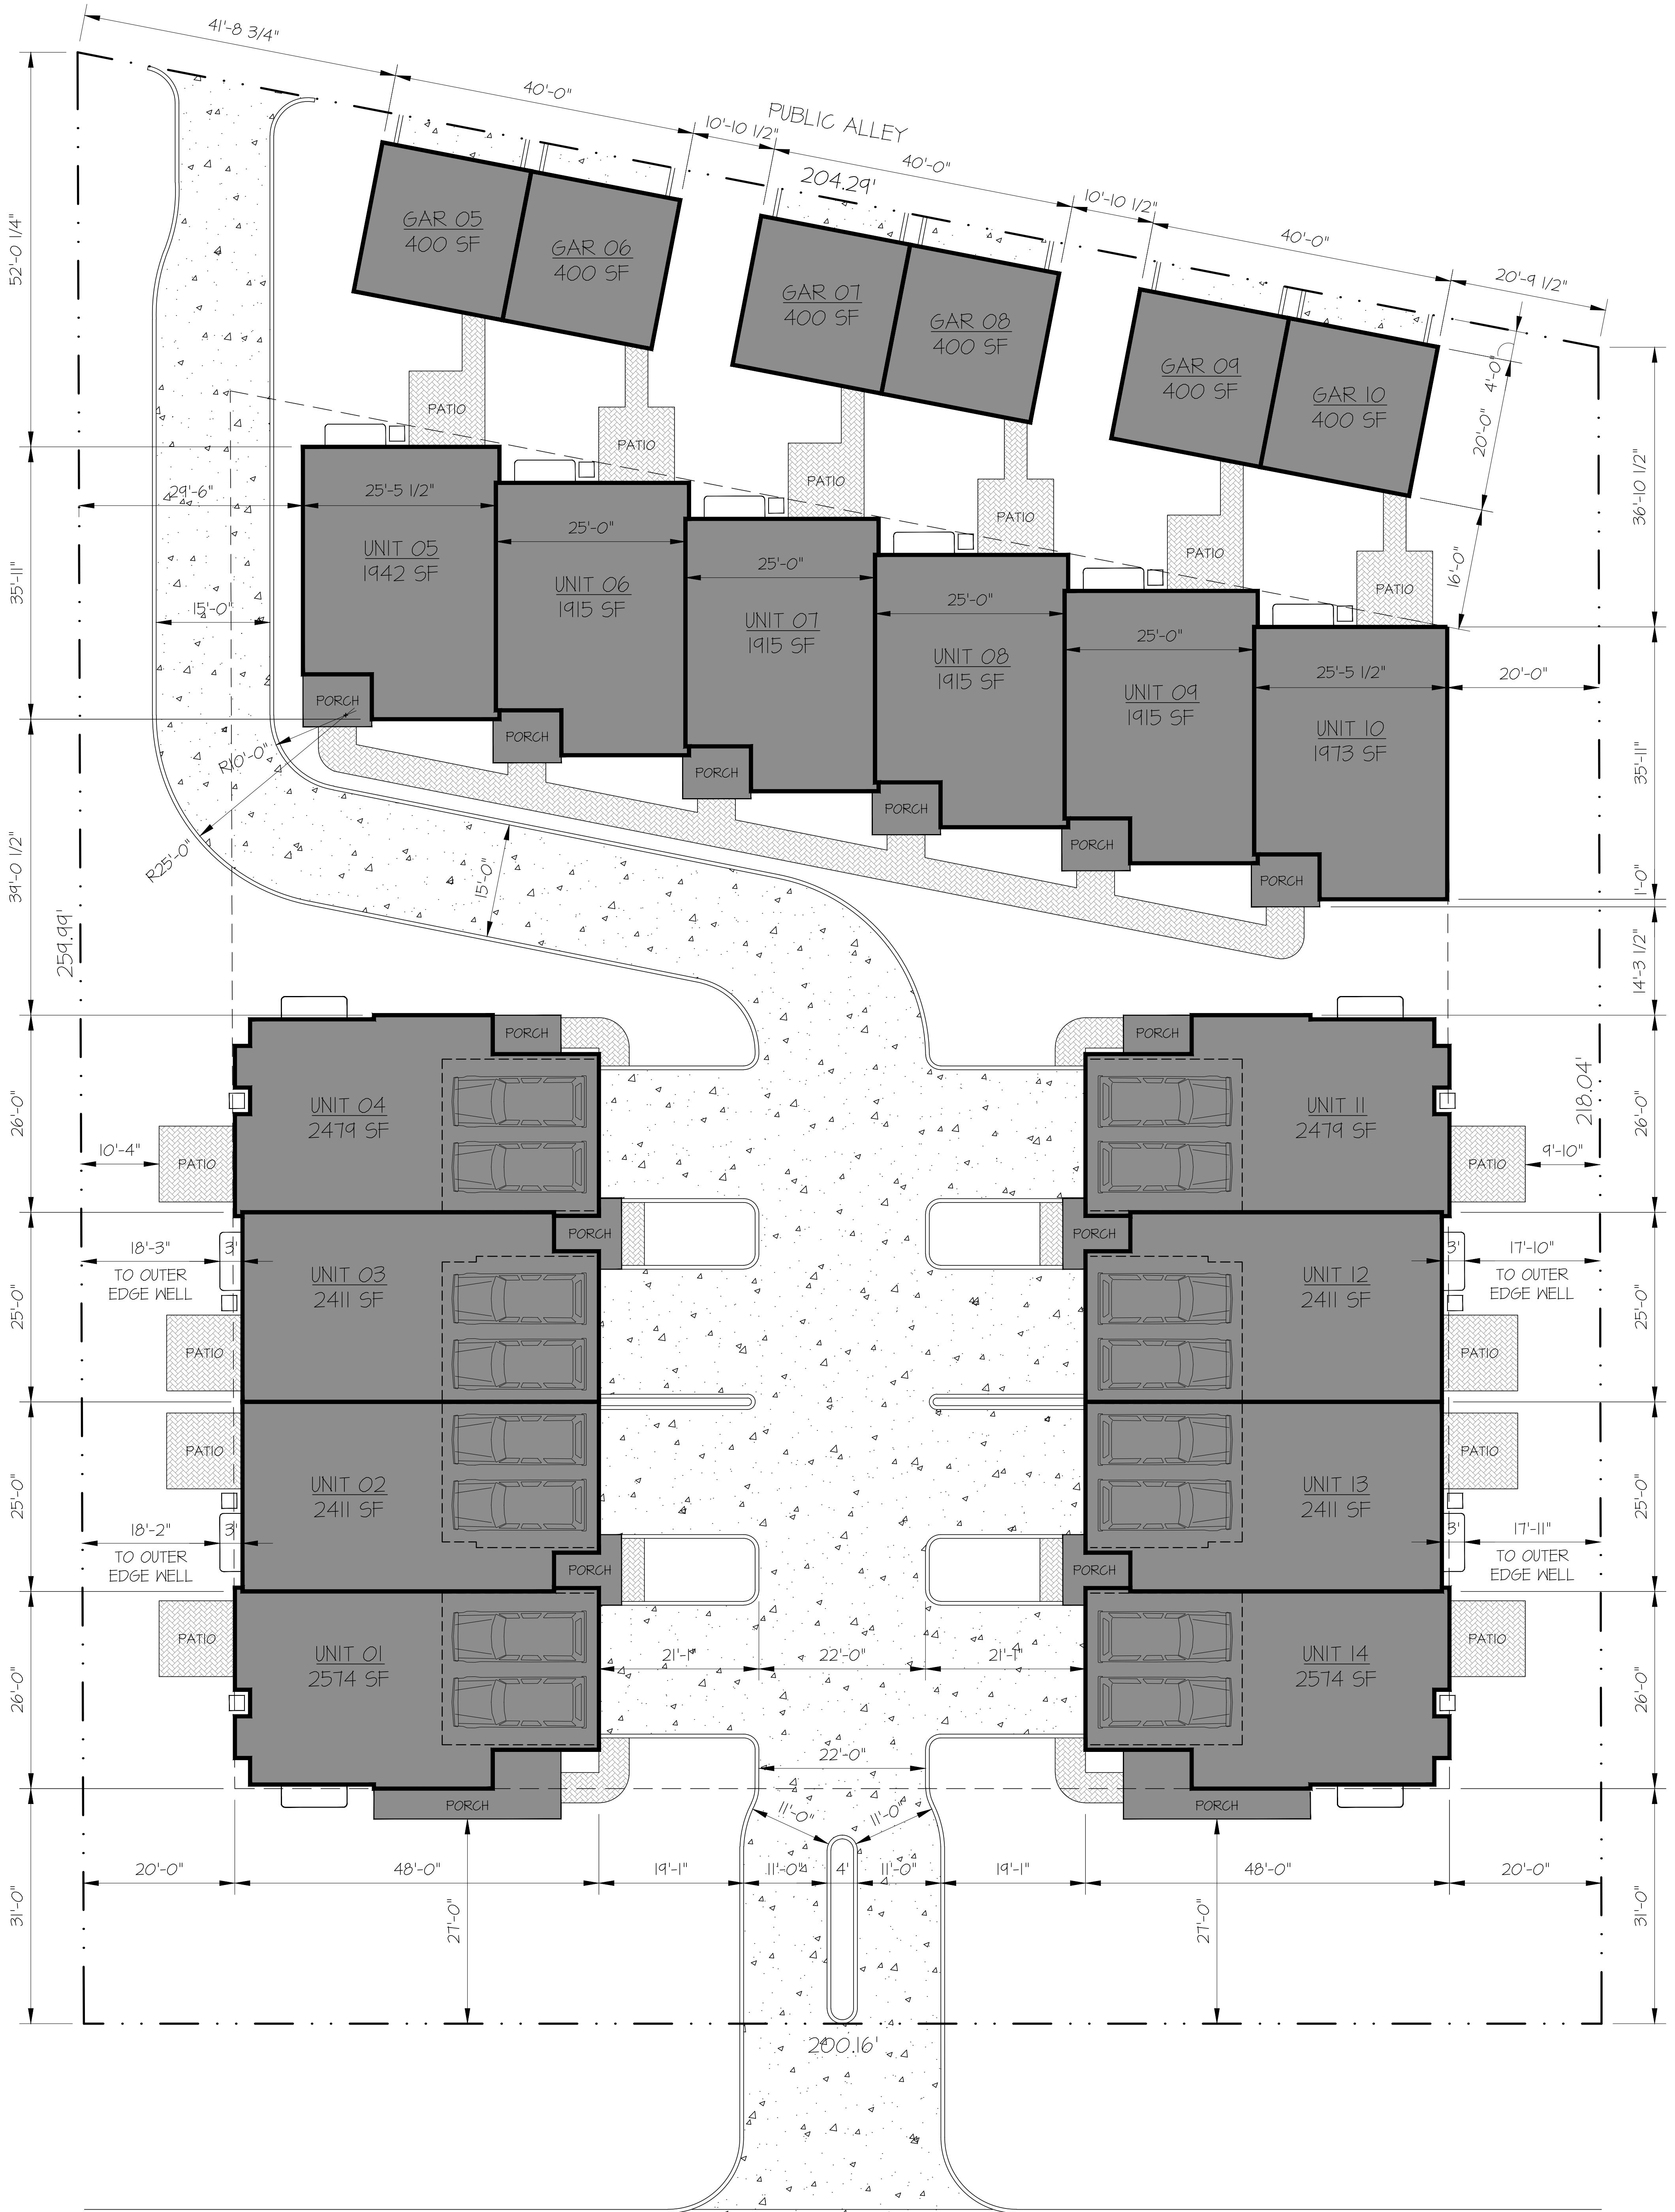 41'-8 3/4"
40'-0"
PUBLIC ALLEY
10'-10 1/2"
204.29'
40'-0"
10'-10 1/2"
40'-0"
20'-9 1/2"
52'-0 1/4"
GAR 05
400 SF
GAR 06
400 SF
GAR 07
400 SF
GAR 08
400 SF
GAR 09
400 SF
GAR 10
400 SF
4'-0"
20'-0"
16'-0"
36'-10 1/2"
PATIO
PATIO
PATIO
PATIO
PATIO
PATIO
29'-6"
25'-5 1/2"
25'-0"
25'-0"
25'-0"
25'-0"
25'-5 1/2"
20'-0"
35'-11"
UNIT 05
1942 SF
UNIT 06
1915 SF
UNIT 07
1915 SF
UNIT 08
1915 SF
UNIT 09
1915 SF
UNIT 10
1973 SF
35'-11"
15'-0"
PORCH
PORCH
PORCH
PORCH
PORCH
PORCH
R10'-0"
R25'-0"
15'-0"
39'-0 1/2"
1'-0"
14'-3 1/2"
259.99'
218.04'
PORCH
PORCH
26'-0"
UNIT 04
2479 SF
UNIT 11
2479 SF
26'-0"
10'-4"
PATIO
PATIO
9'-10"
PORCH
PORCH
18'-3"
TO OUTER
EDGE WELL
3'
3'
17'-10"
TO OUTER
EDGE WELL
25'-0"
UNIT 03
2411 SF
UNIT 12
2411 SF
25'-0"
PATIO
PATIO
PATIO
PATIO
25'-0"
UNIT 02
2411 SF
UNIT 13
2411 SF
25'-0"
18'-2"
TO OUTER
EDGE WELL
3'
3'
17'-11"
TO OUTER
EDGE WELL
PORCH
PORCH
PATIO
PATIO
26'-0"
UNIT 01
2574 SF
21'-1"
22'-0"
21'-1"
UNIT 14
2574 SF
26'-0"
22'-0"
PORCH
PORCH
11'-0"
11'-0"
20'-0"
48'-0"
19'-1"
11'-0"
4'
11'-0"
19'-1"
48'-0"
20'-0"
31'-0"
27'-0"
27'-0"
31'-0"
200.16'